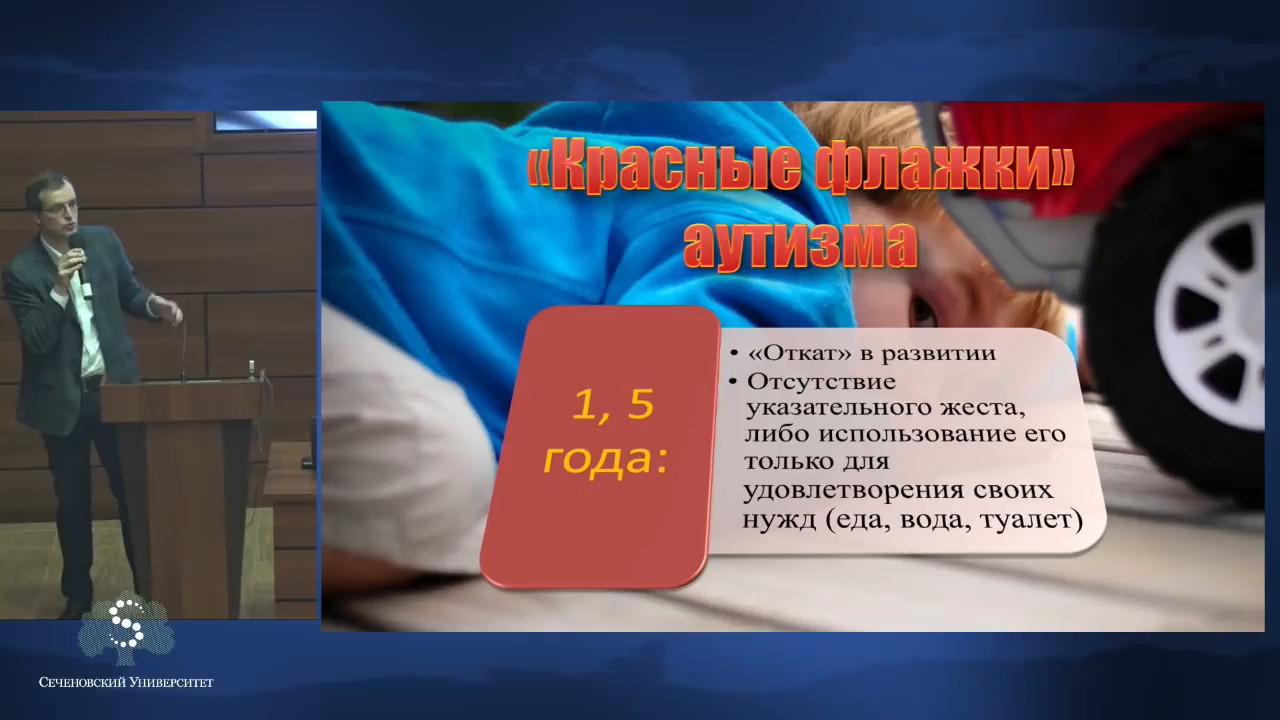 «Красные флажки»
аутизма
1, 5
года:
• «Откат» в развитии
• Отсутствие
указательного жеста,
либо использование его
только для
удовлетворения своих
нужд (еда, вода, туалет)
Сеченовский Университет